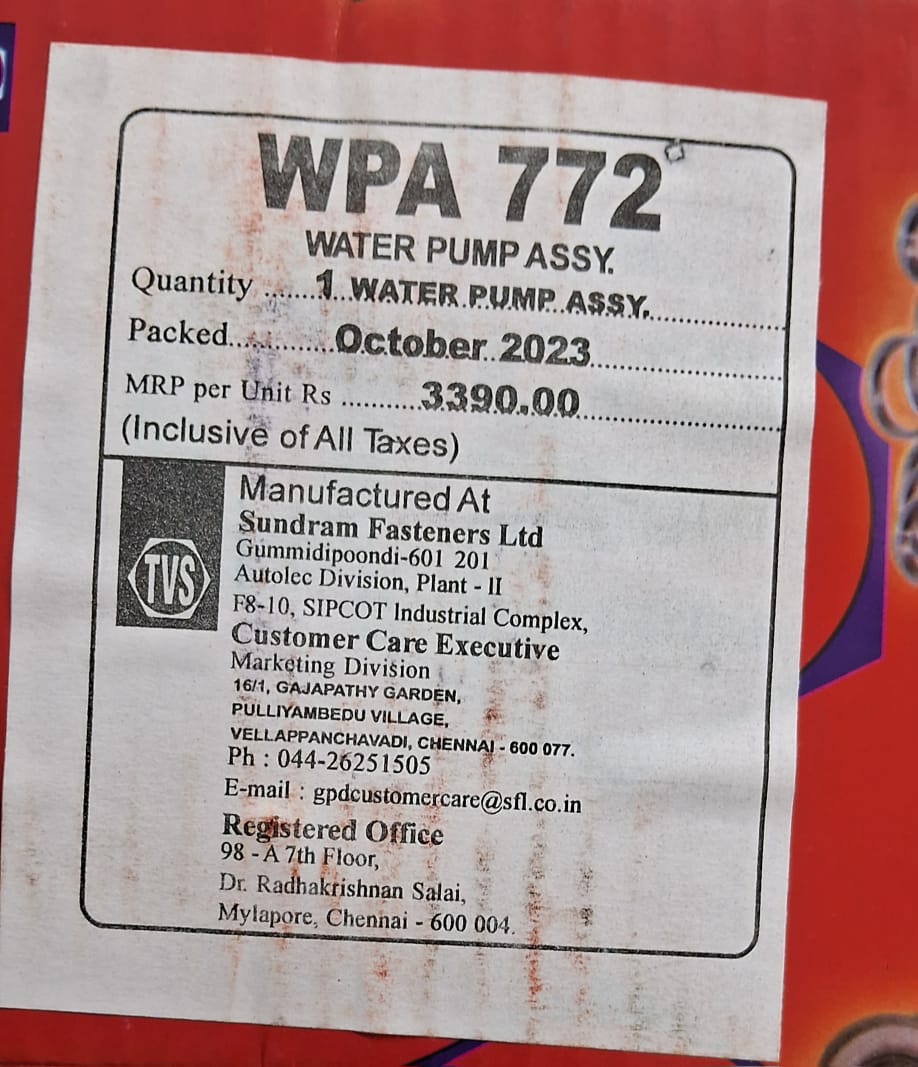 WPA 772
WATER PUMP ASSY.
Quantity .......1..WATER.PUMP..ASSY..................
Packed.............October..2023......................
MRP per Unit Rs ..........3390.00......................
(Inclusive of All Taxes)
TVS
Manufactured At
Sundram Fasteners Ltd
Gummidipoondi-601 201
Autolec Division, Plant - II
F8-10, SIPCOT Industrial Complex,
Customer Care Executive
Marketing Division
16/1, GAJAPATHY GARDEN,
PULLIYAMBEDU VILLAGE,
VELLAPPANCHAVADI, CHENNAI - 600 077.
Ph : 044-26251505
E-mail : gpdcustomercare@sfl.co.in
Registered Office
98 - A 7th Floor,
Dr. Radhakrishnan Salai,
Mylapore, Chennai - 600 004.